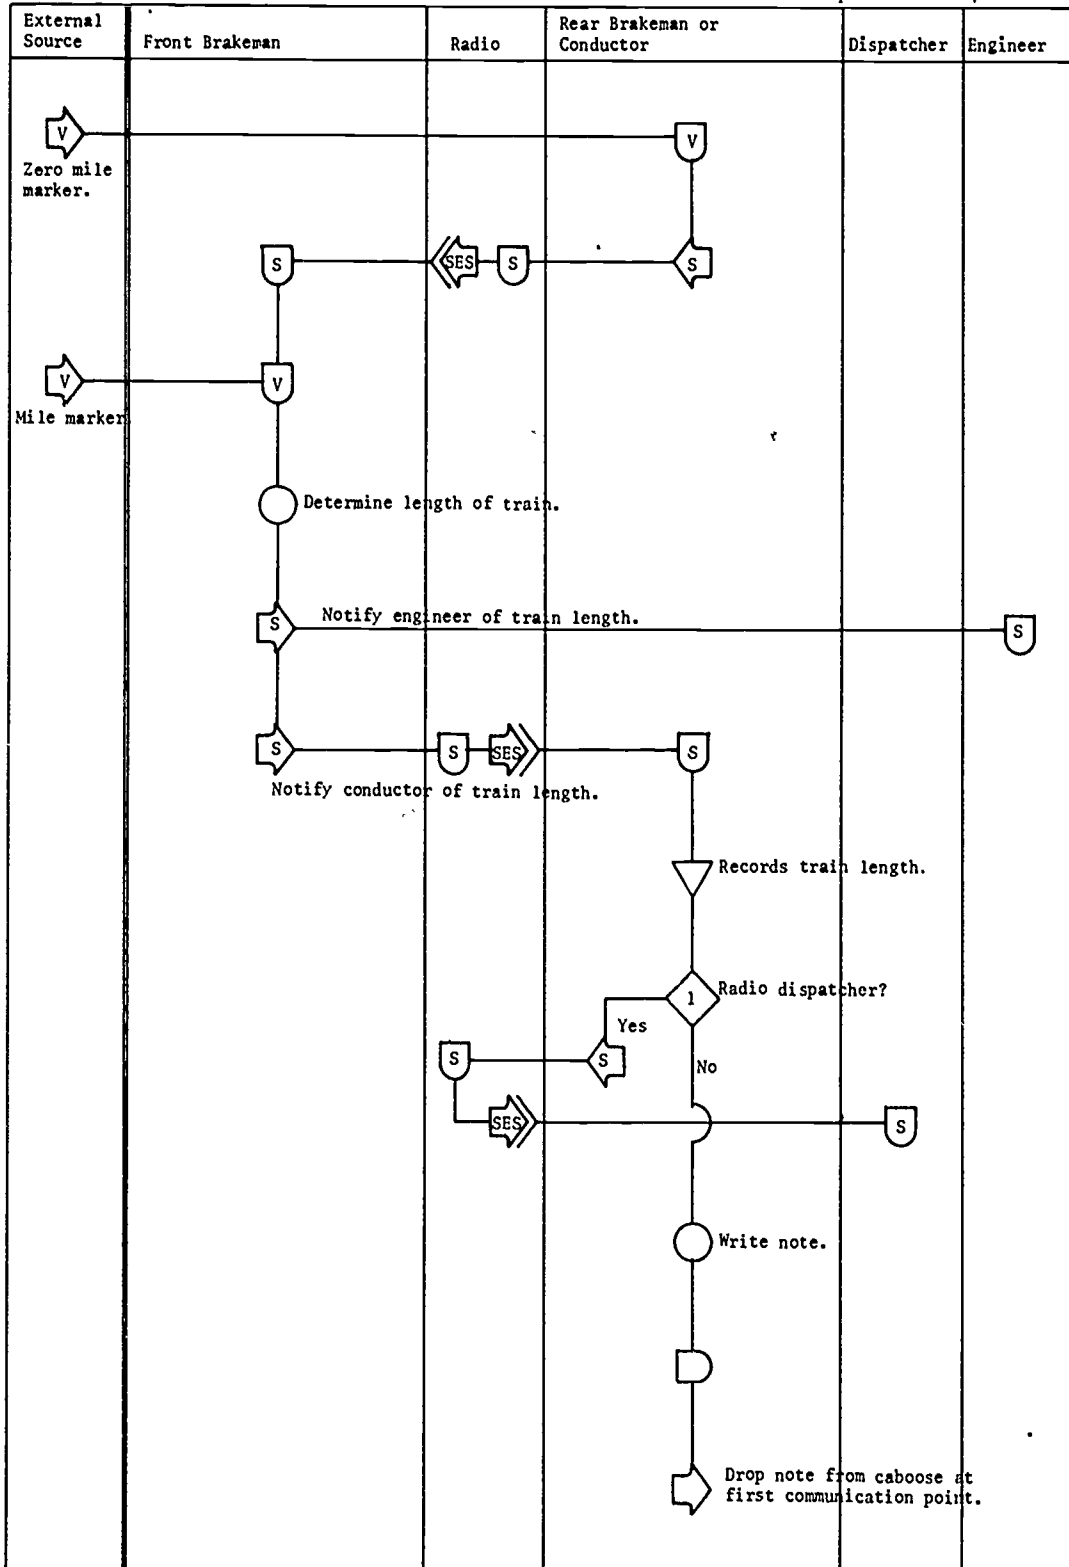 External
Source
Front Brakeman
Radio
Rear Brakeman or
Conductor
Dispatcher
Engineer
V
V
Zero mile
marker.
S
SES
S
S
V
V
Mile marker
Determine length of train.
Notify engineer of train length.
S
S
S
S
SES
S
Notify conductor of train length.
Records train length.
1
Radio dispatcher?
Yes
S
S
No
SES
S
Write note.
Drop note from caboose at
first communication point.